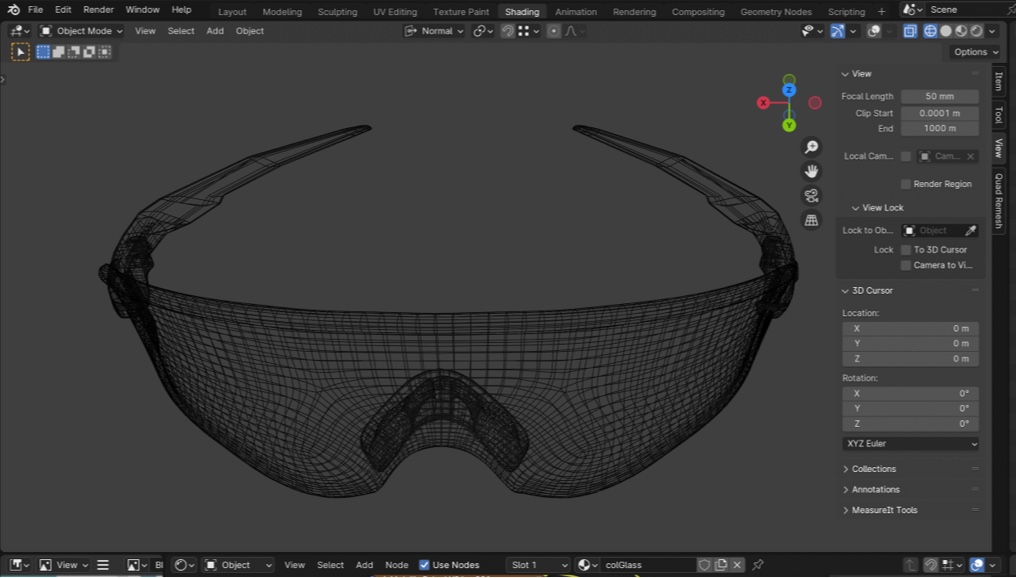 File Edit Render Window Help Layout Modeling Sculpting UV Editing Texture Paint Shading Animation Rendering Compositing Geometry Nodes Scripting + Scene
Object Mode View Select Add Object Normal
Options
View
Focal Length 50 mm
Clip Start 0.0001 m
End 1000 m
Local Cam... Cam...
Render Region
View Lock
Lock to Ob... Object
Lock To 3D Cursor
Camera to Vi...
3D Cursor
Location:
X 0 m
Y 0 m
Z 0 m
Rotation:
X 0°
Y 0°
Z 0°
XYZ Euler
Collections
Annotations
MeasureIt Tools
Item
Tool
View
Quad Remesh
X
Z
Y
View Bl Object View Select Add Node Use Nodes Slot 1 colGlass